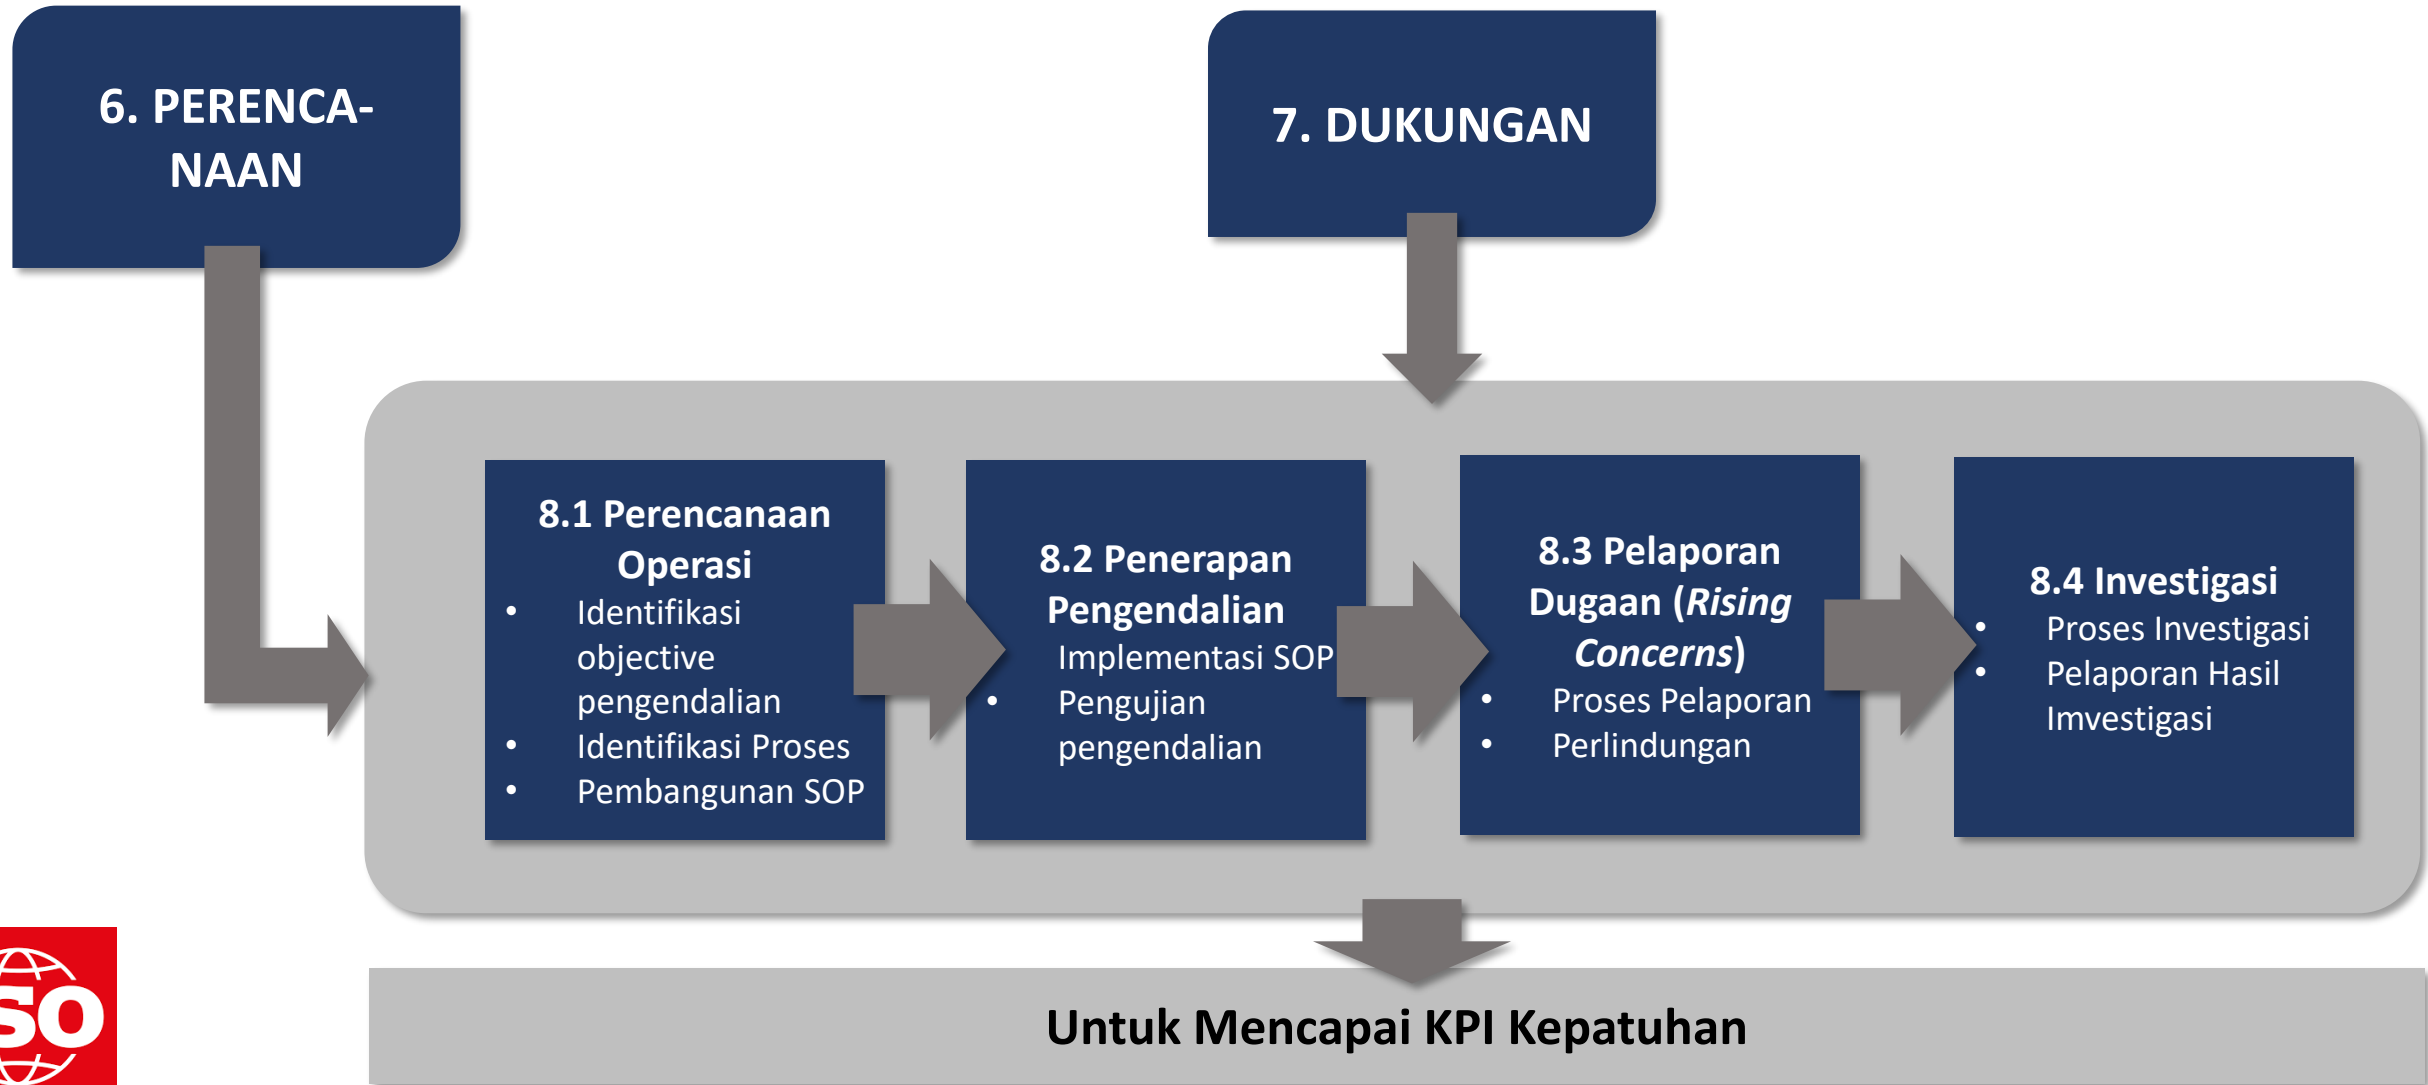 6. PERENCA-
NAAN
7. DUKUNGAN
8.1 Perencanaan
Operasi
• Identifikasi
objective
pengendalian
• Identifikasi Proses
• Pembangunan SOP
8.2 Penerapan
Pengendalian
Implementasi SOP
• Pengujian
pengendalian
8.3 Pelaporan
Dugaan (Rising
Concerns)
• Proses Pelaporan
• Perlindungan
8.4 Investigasi
• Proses Investigasi
• Pelaporan Hasil
Imvestigasi
SO
Untuk Mencapai KPI Kepatuhan